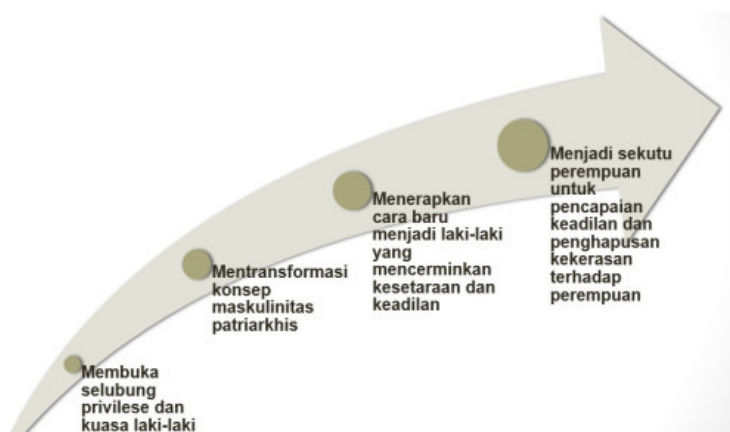 Membuka
selubung
privilese dan
kuasa laki-laki
Mentransformasi
konsep
maskulinitas
patriarkhis
Menerapkan
cara baru
menjadi laki-laki
yang
mencerminkan
kesetaraan dan
keadilan
Menjadi sekutu
perempuan
untuk
pencapaian
keadilan dan
penghapusan
kekerasan
terhadap
perempuan